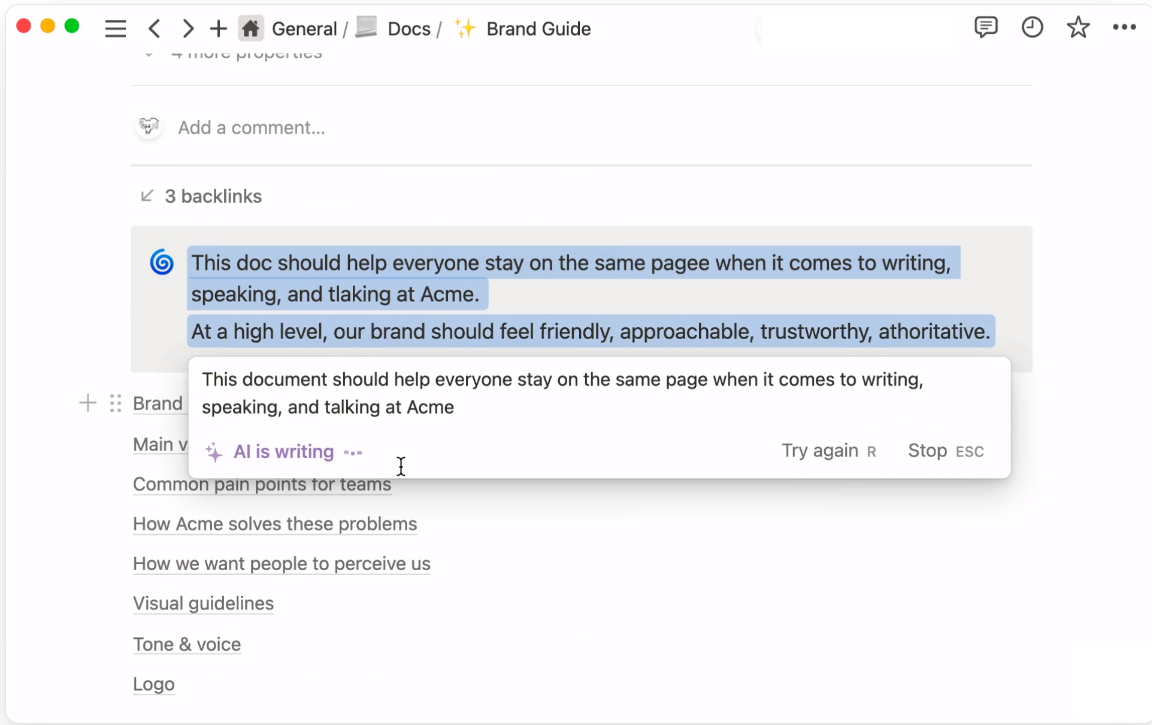 General / Docs / Brand Guide
4 more properties
Add a comment...
3 backlinks
This doc should help everyone stay on the same pagee when it comes to writing,
speaking, and tlaking at Acme.
At a high level, our brand should feel friendly, approachable, trustworthy, athoritative.
This document should help everyone stay on the same page when it comes to writing,
speaking, and talking at Acme
AI is writing
Try again R Stop ESC
Brand
Main v
Common pain points for teams
How Acme solves these problems
How we want people to perceive us
Visual guidelines
Tone & voice
Logo